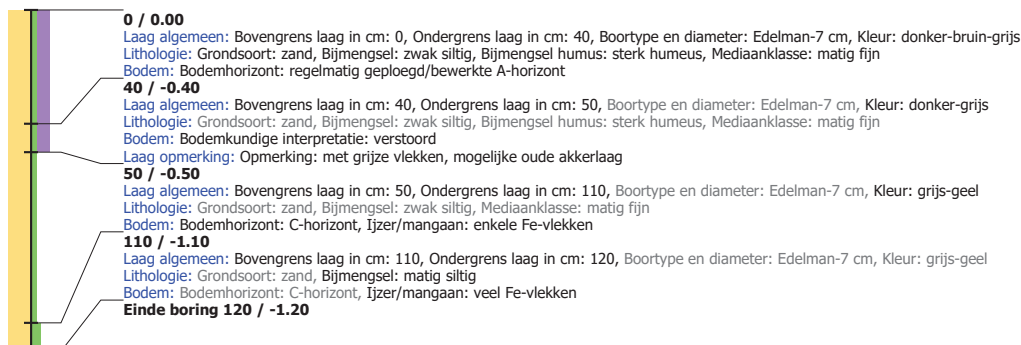 0 / 0.00
Laag algemeen: Bovengrens laag in cm: 0, Ondergrens laag in cm: 40, Boortype en diameter: Edelman-7 cm, Kleur: donker-bruin-grijs
Lithologie: Grondsoort: zand, Bijmengsel: zwak siltig, Bijmengsel humus: sterk humeus, Mediaanklasse: matig fijn
Bodem: Bodemhorizont: regelmatig geploegd/bewerkte A-horizont
40 / -0.40
Laag algemeen: Bovengrens laag in cm: 40, Ondergrens laag in cm: 50, Boortype en diameter: Edelman-7 cm, Kleur: donker-grijs
Lithologie: Grondsoort: zand, Bijmengsel: zwak siltig, Bijmengsel humus: sterk humeus, Mediaanklasse: matig fijn
Bodem: Bodemkundige interpretatie: verstoord
Laag opmerking: Opmerking: met grijze vlekken, mogelijke oude akkerlaag
50 / -0.50
Laag algemeen: Bovengrens laag in cm: 50, Ondergrens laag in cm: 110, Boortype en diameter: Edelman-7 cm, Kleur: grijs-geel
Lithologie: Grondsoort: zand, Bijmengsel: zwak siltig, Mediaanklasse: matig fijn
Bodem: Bodemhorizont: C-horizont, Ijzer/mangaan: enkele Fe-vlekken
110 / -1.10
Laag algemeen: Bovengrens laag in cm: 110, Ondergrens laag in cm: 120, Boortype en diameter: Edelman-7 cm, Kleur: grijs-geel
Lithologie: Grondsoort: zand, Bijmengsel: matig siltig
Bodem: Bodemhorizont: C-horizont, Ijzer/mangaan: veel Fe-vlekken
Einde boring 120 / -1.20